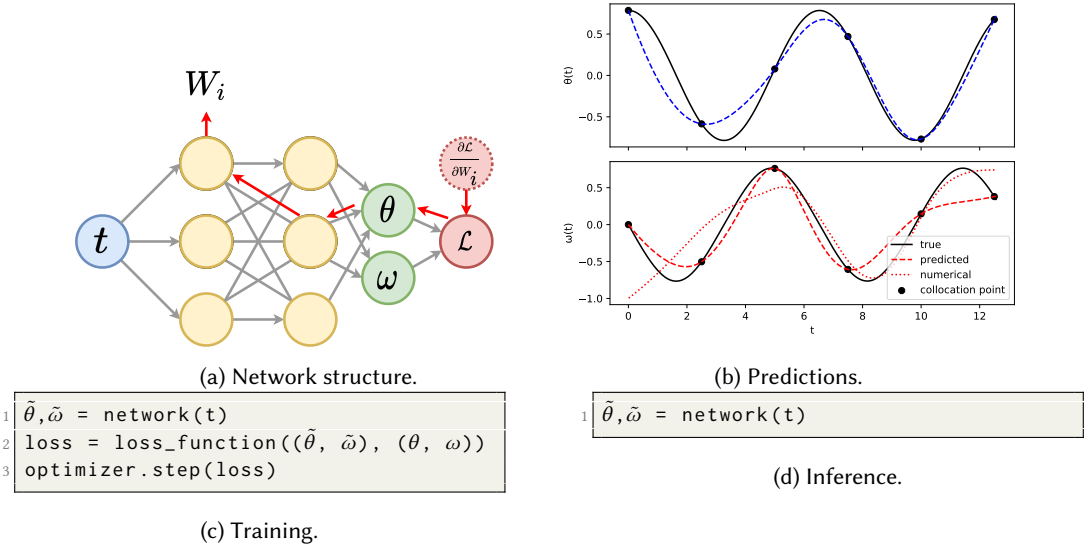 W_i
t
θ
ω
ℒ
∂ℒ
∂W_i
(a) Network structure.
θ(t)
0.5
0.0
−0.5
ω(t)
0.5
0.0
−0.5
−1.0
true
predicted
numerical
collocation point
0 2 4 6 8 10 12
t
(b) Predictions.
1 θ̃,ω̃ = network(t)
2 loss = loss_function((θ̃, ω̃), (θ, ω))
3 optimizer.step(loss)
(c) Training.
1 θ̃,ω̃ = network(t)
(d) Inference.